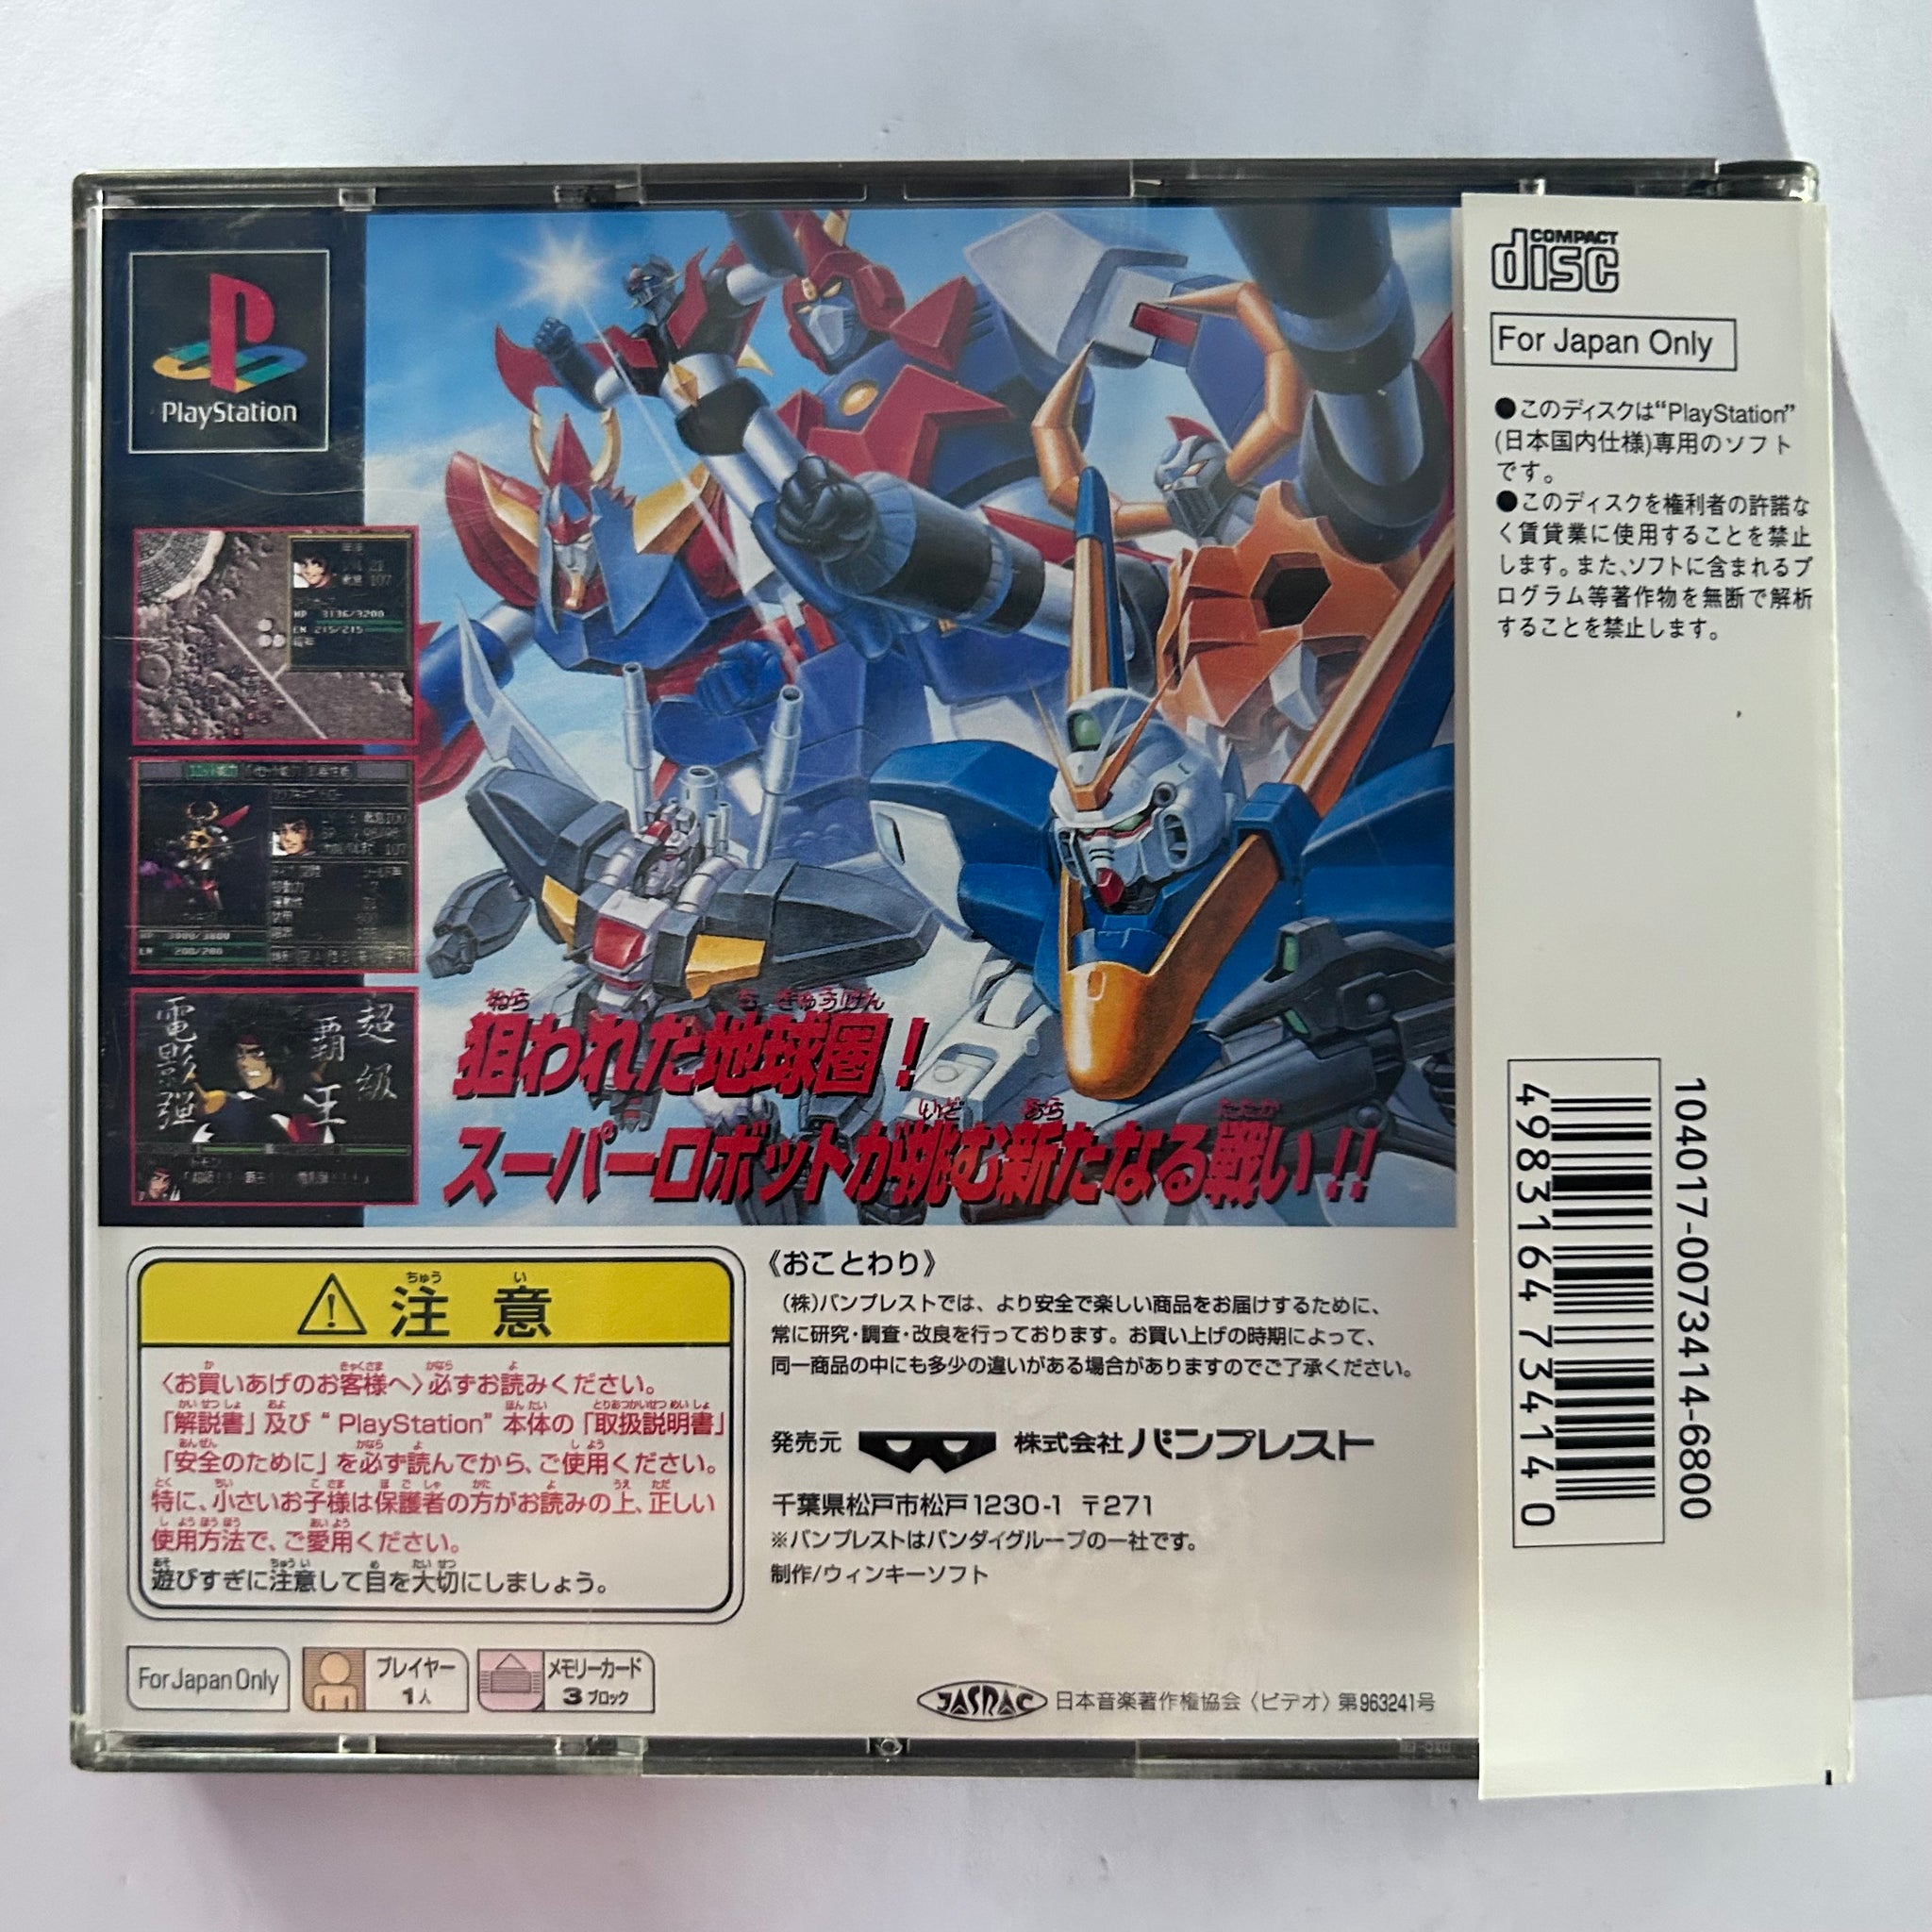 PlayStation
HP 3136/3200
EN 215/215
HP 3800/3800
EN 200/200
超級
覇王
電影弾
狙われた地球圏!
スーパーロボットが挑む新たなる戦い!!
注意
〈お買いあげのお客様へ〉必ずお読みください。
「解説書」及び“PlayStation”本体の「取扱説明書」
「安全のために」を必ず読んでから、ご使用ください。
特に、小さいお子様は保護者の方がお読みの上、正しい
使用方法で、ご愛用ください。
遊びすぎに注意して目を大切にしましょう。
For Japan Only
プレイヤー
1人
メモリーカード
3ブロック
《おことわり》
(株)バンプレストでは、より安全で楽しい商品をお届けするために、
常に研究・調査・改良を行っております。お買い上げの時期によって、
同一商品の中にも多少の違いがある場合がありますのでご了承ください。
発売元 株式会社バンプレスト
千葉県松戸市松戸1230-1 〒271
※バンプレストはバンダイグループの一社です。
制作/ウィンキーソフト
JASRAC 日本音楽著作権協会〈ビデオ〉第963241号
COMPACT
disc
For Japan Only
●このディスクは“PlayStation”
(日本国内仕様)専用のソフト
です。
●このディスクを権利者の許諾な
く賃貸業に使用することを禁止
します。また、ソフトに含まれるプ
ログラム等著作物を無断で解析
することを禁止します。
104017-0073414-6800
4983164734140